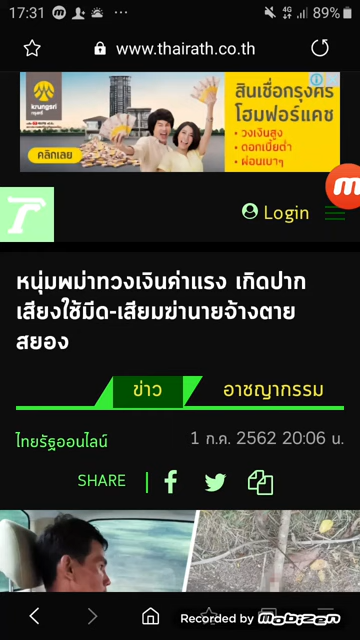 17:31
4G 89%
www.thairath.co.th
krungsri
กรุงศรี
สินเชื่อกรุงศรี
โฮมฟอร์แคช
• วงเงินสูง
• ดอกเบี้ยต่ำ
• ผ่อนเบาๆ
คลิกเลย
Login
หนุ่มพม่าทวงเงินค่าแรง เกิดปาก
เสียงใช้มีด-เสียมฆ่านายจ้างตาย
สยอง
ข่าว อาชญากรรม
ไทยรัฐออนไลน์ 1 ก.ค. 2562 20:06 น.
SHARE
Recorded by MOBIZEN